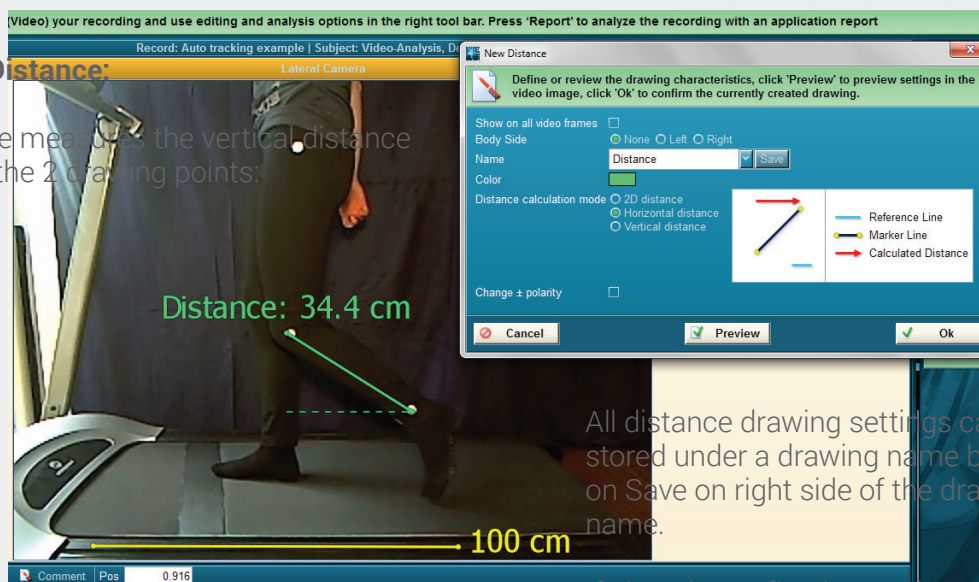 (Video) your recording and use editing and analysis options in the right tool bar. Press ‘Report’ to analyze the recording with an application report
Record: Auto tracking example | Subject: Video-Analysis, De
Lateral Camera
Distance:
e measures the vertical distance
the 2 drawing points:
New Distance
Define or review the drawing characteristics, click 'Preview' to preview settings in the
video image, click 'Ok' to confirm the currently created drawing.
Show on all video frames
Body Side None Left Right
Name Distance Save
Color
Distance calculation mode 2D distance
Horizontal distance
Vertical distance
Reference Line
Marker Line
Calculated Distance
Change ± polarity
Cancel Preview Ok
Distance: 34.4 cm
All distance drawing settings ca
stored under a drawing name b
on Save on right side of the dra
name.
100 cm
Comment Pos 0.916